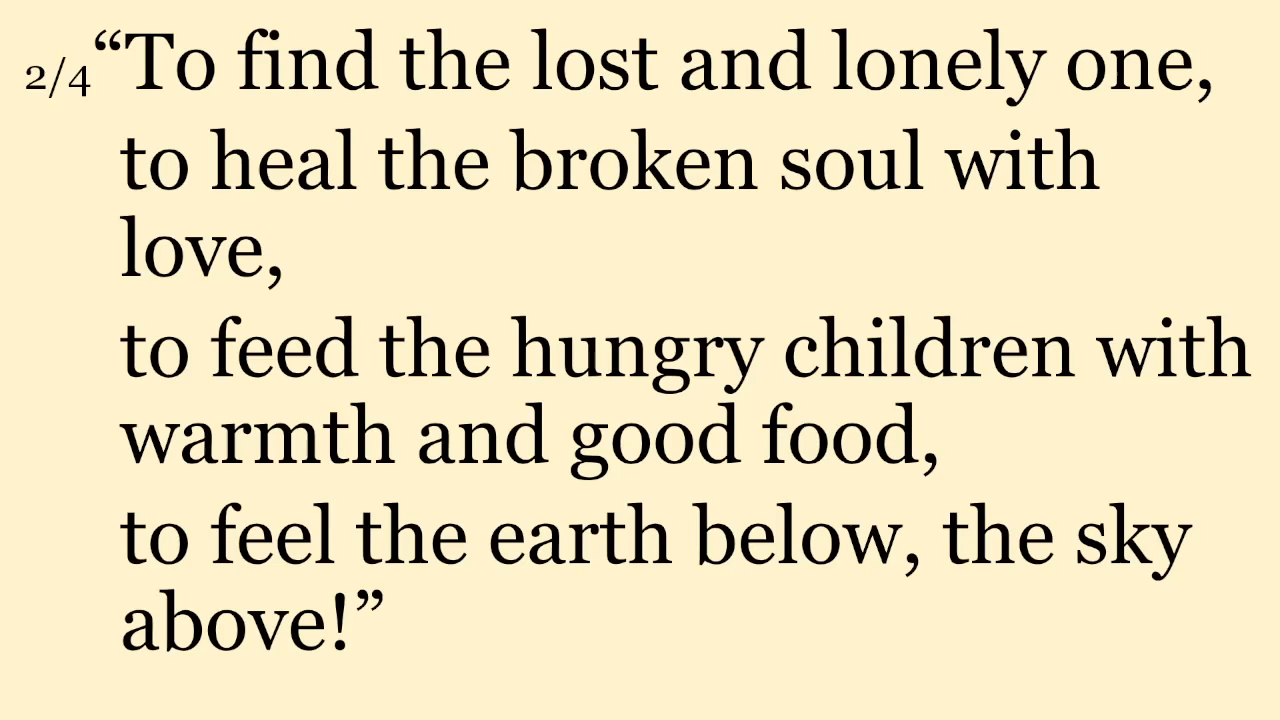 2/4 “To find the lost and lonely one,
to heal the broken soul with
love,
to feed the hungry children with
warmth and good food,
to feel the earth below, the sky
above!”